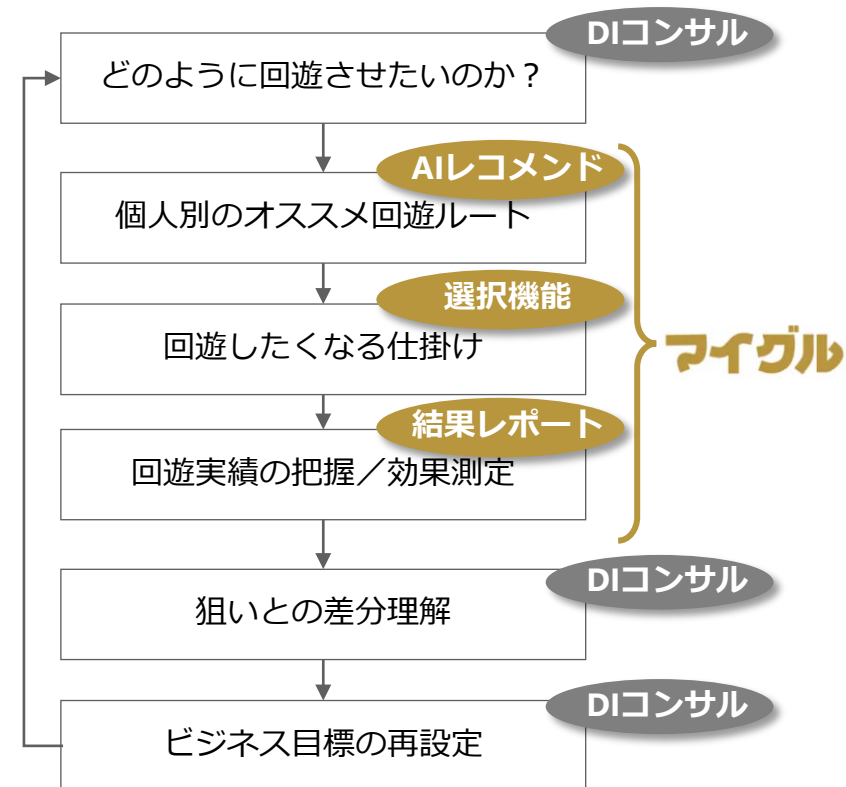 DIコンサル
どのように回遊させたいのか？
AIレコメンド
個人別のオススメ回遊ルート
選択機能
回遊したくなる仕掛け
マイグル
結果レポート
回遊実績の把握／効果測定
DIコンサル
狙いとの差分理解
DIコンサル
ビジネス目標の再設定